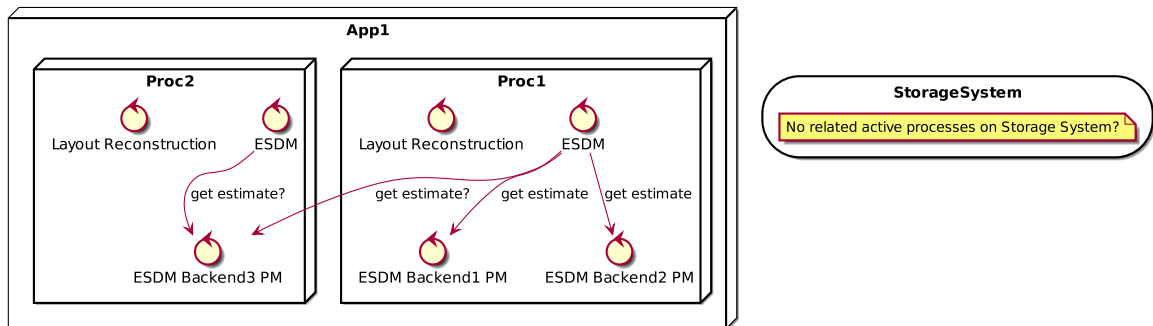 App1
Proc2
Proc1
Layout Reconstruction
ESDM
Layout Reconstruction
ESDM
get estimate?
get estimate?
get estimate
get estimate
ESDM Backend3 PM
ESDM Backend1 PM
ESDM Backend2 PM
StorageSystem
No related active processes on Storage System?